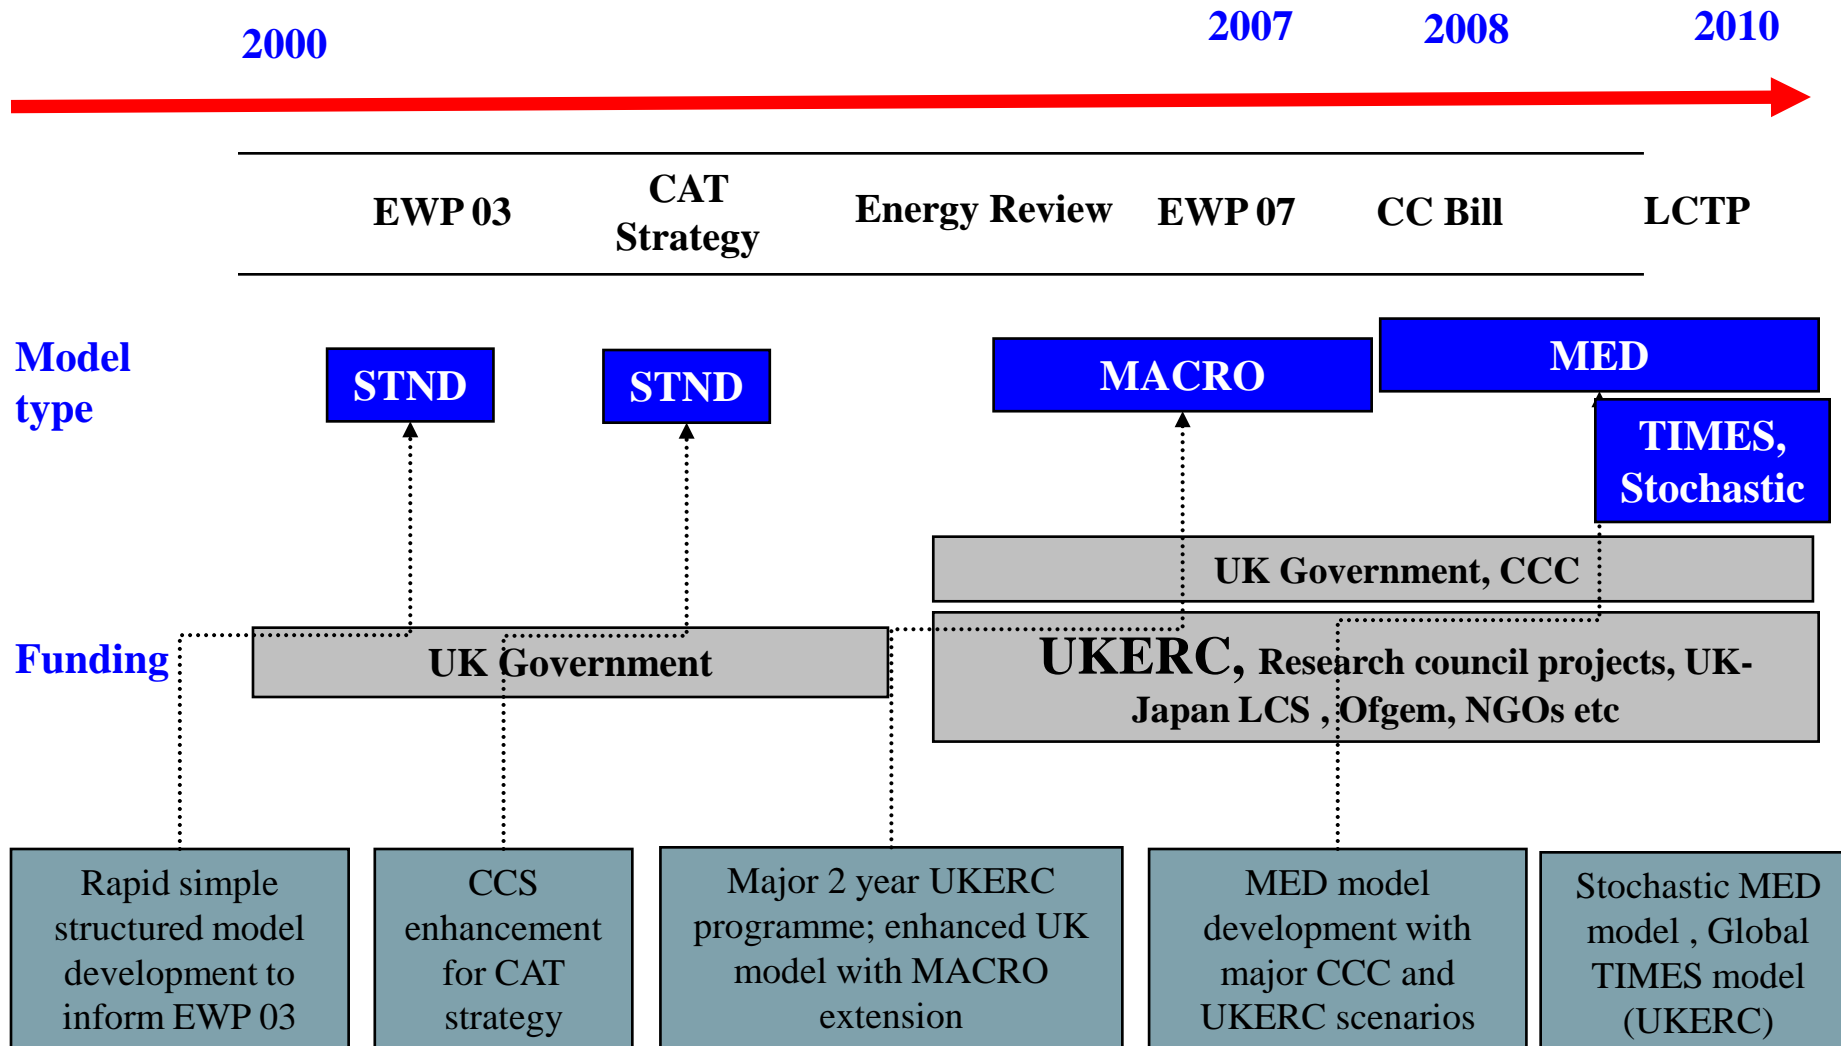 2000
2007
2008
2010
EWP 03
CAT
Strategy
Energy Review
EWP 07
CC Bill
LCTP
Model
type
STND
STND
MACRO
MED
TIMES,
Stochastic
Funding
UK Government
UK Government, CCC
UKERC, Research council projects, UK-
Japan LCS , Ofgem, NGOs etc
Rapid simple
structured model
development to
inform EWP 03
CCS
enhancement
for CAT
strategy
Major 2 year UKERC
programme; enhanced UK
model with MACRO
extension
MED model
development with
major CCC and
UKERC scenarios
Stochastic MED
model , Global
TIMES model
(UKERC)